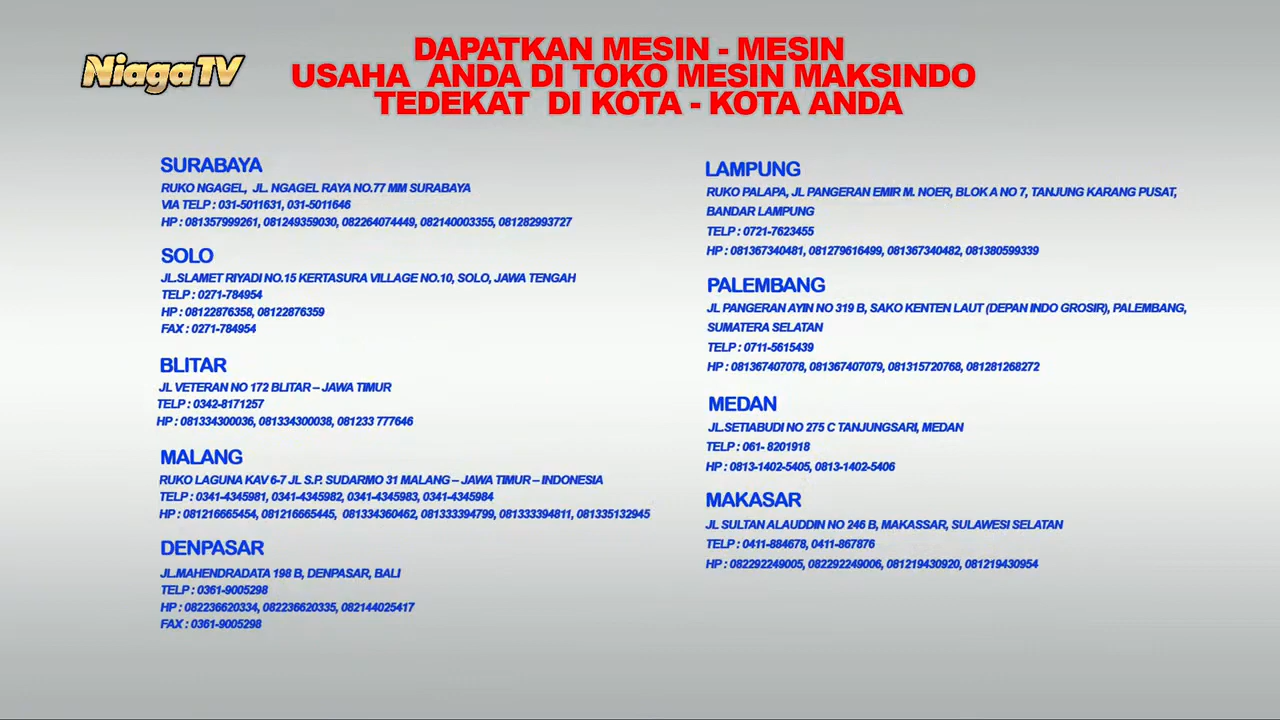 NiagaTV
DAPATKAN MESIN - MESIN
USAHA ANDA DI TOKO MESIN MAKSINDO
TEDEKAT DI KOTA - KOTA ANDA
SURABAYA
RUKO NGAGEL, JL. NGAGEL RAYA NO.77 MM SURABAYA
VIA TELP : 031-5011631, 031-5011646
HP : 081357999261, 081249359030, 082264074449, 082140003355, 081282993727
SOLO
JL.SLAMET RIYADI NO.15 KERTASURA VILLAGE NO.10, SOLO, JAWA TENGAH
TELP : 0271-784954
HP : 08122876358, 08122876359
FAX : 0271-784954
BLITAR
JL VETERAN NO 172 BLITAR – JAWA TIMUR
TELP : 0342-8171257
HP : 081334300036, 081334300038, 081233 777646
MALANG
RUKO LAGUNA KAV 6-7 JL S.P. SUDARMO 31 MALANG – JAWA TIMUR – INDONESIA
TELP : 0341-4345981, 0341-4345982, 0341-4345983, 0341-4345984
HP : 081216665454, 081216665445, 081334360462, 081333394799, 081333394811, 081335132945
DENPASAR
JL.MAHENDRADATA 198 B, DENPASAR, BALI
TELP : 0361-9005298
HP : 082236620334, 082236620335, 082144025417
FAX : 0361-9005298
LAMPUNG
RUKO PALAPA, JL PANGERAN EMIR M. NOER, BLOK A NO 7, TANJUNG KARANG PUSAT,
BANDAR LAMPUNG
TELP : 0721-7623455
HP : 081367340481, 081279616499, 081367340482, 081380599339
PALEMBANG
JL PANGERAN AYIN NO 319 B, SAKO KENTEN LAUT (DEPAN INDO GROSIR), PALEMBANG,
SUMATERA SELATAN
TELP : 0711-5615439
HP : 081367407078, 081367407079, 081315720768, 081281268272
MEDAN
JL.SETIABUDI NO 275 C TANJUNGSARI, MEDAN
TELP : 061- 8201918
HP : 0813-1402-5405, 0813-1402-5406
MAKASAR
JL SULTAN ALAUDDIN NO 246 B, MAKASSAR, SULAWESI SELATAN
TELP : 0411-884678, 0411-867876
HP : 082292249005, 082292249006, 081219430920, 081219430954